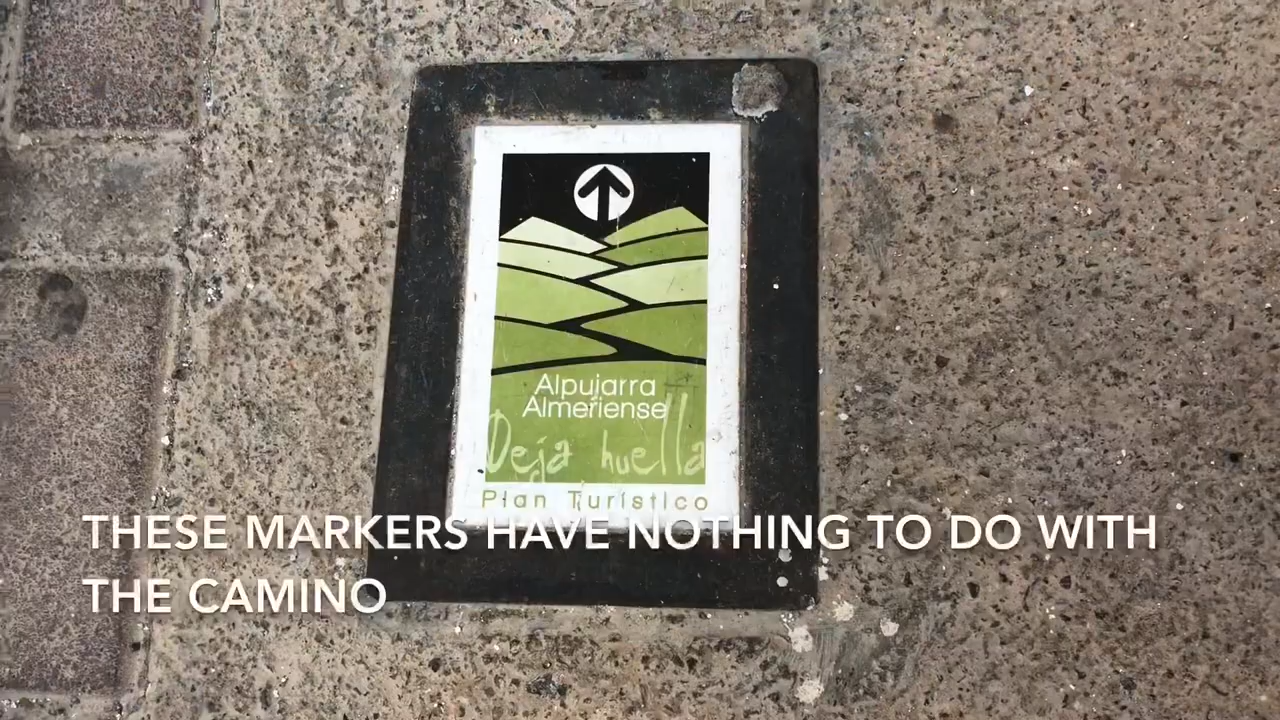 Alpujarra
Almeriense
Deja huella
Plan Turístico
THESE MARKERS HAVE NOTHING TO DO WITH
THE CAMINO